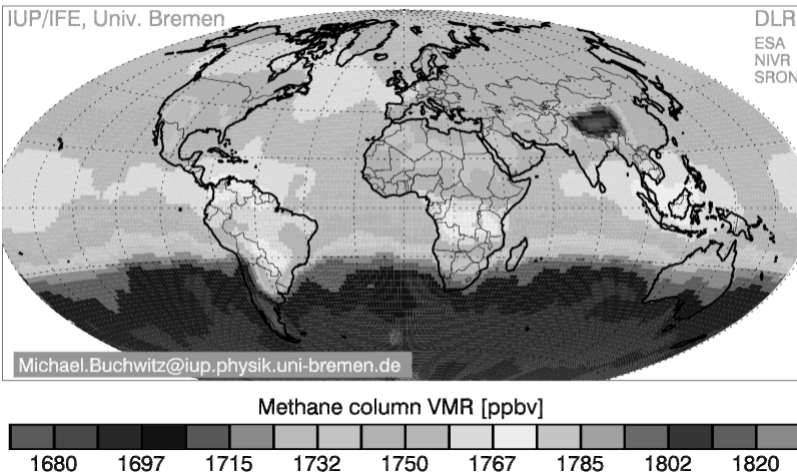 IUP/IFE, Univ. Bremen
DLR
ESA
NIVR
SRON
Michael.Buchwitz@iup.physik.uni-bremen.de
Methane column VMR [ppbv]
1680 1697 1715 1732 1750 1767 1785 1802 1820